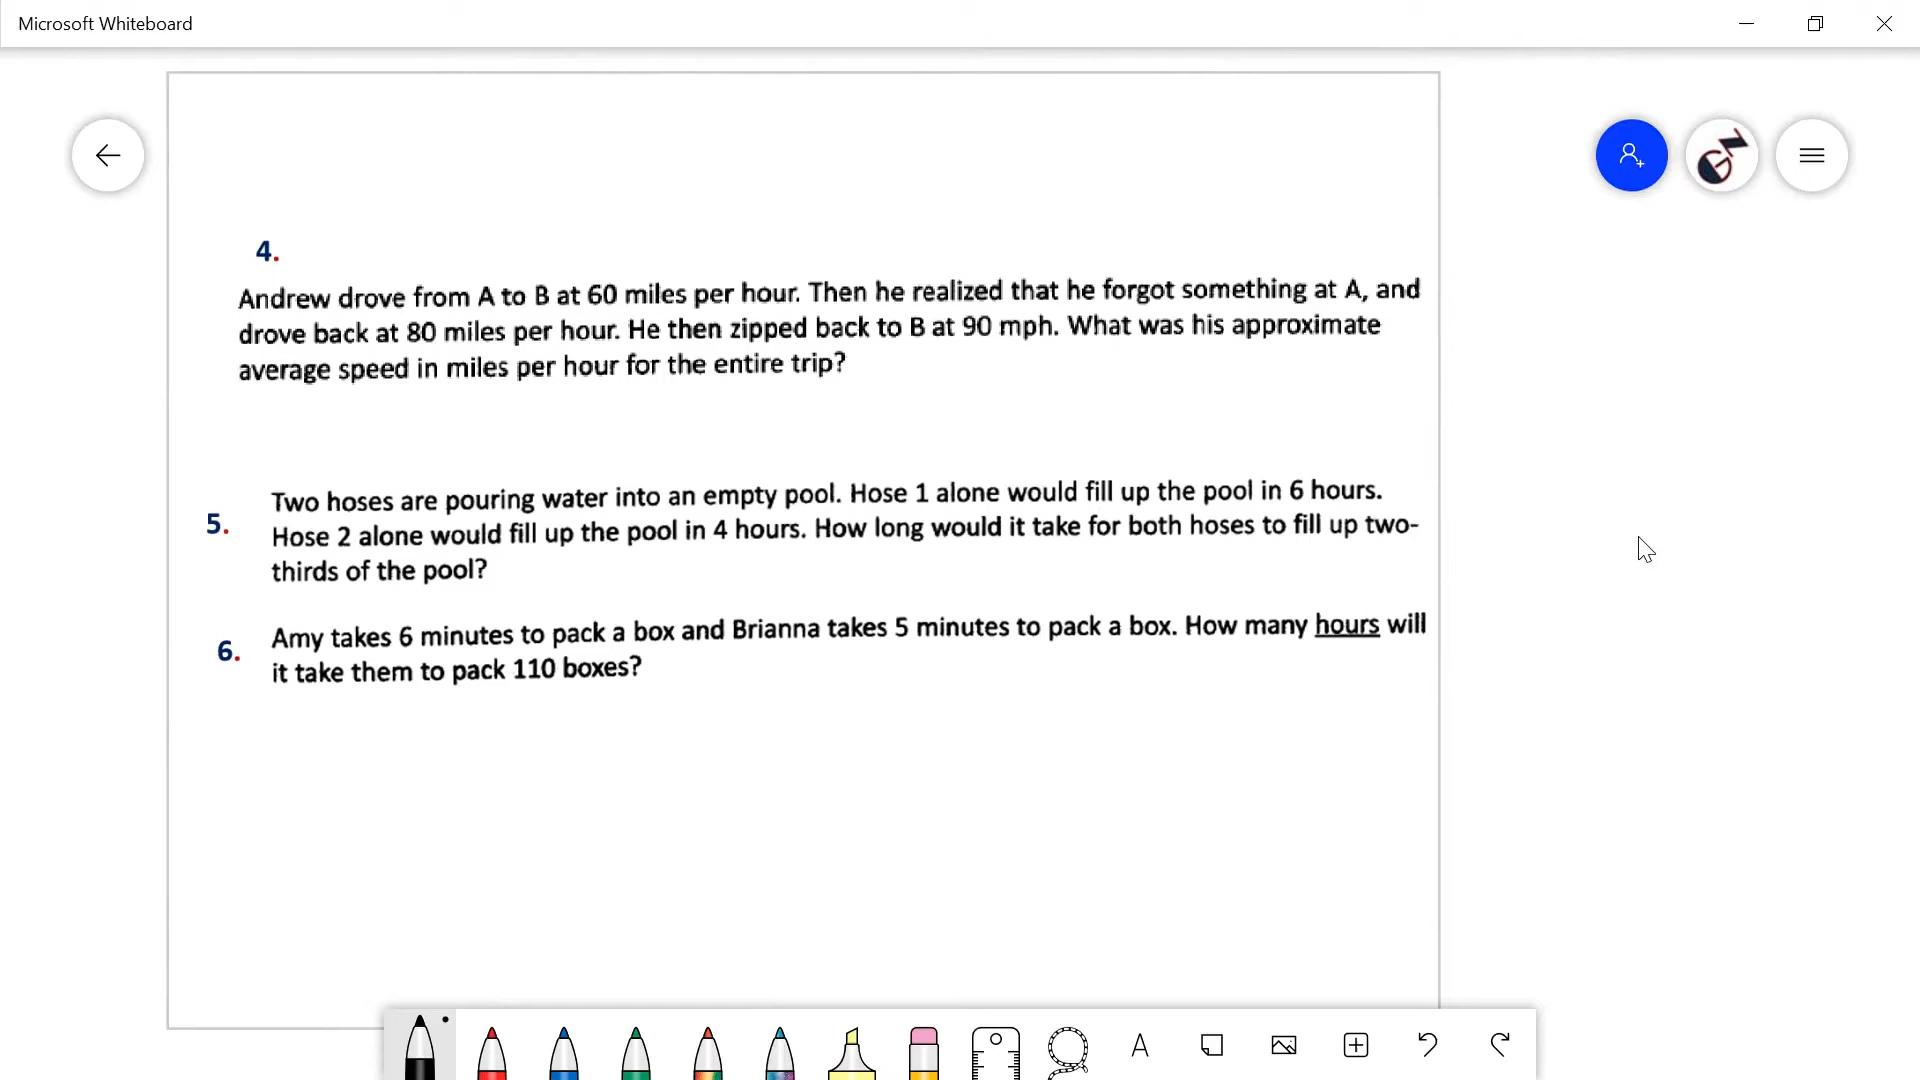 Microsoft Whiteboard
4.
Andrew drove from A to B at 60 miles per hour. Then he realized that he forgot something at A, and
drove back at 80 miles per hour. He then zipped back to B at 90 mph. What was his approximate
average speed in miles per hour for the entire trip?
5.
Two hoses are pouring water into an empty pool. Hose 1 alone would fill up the pool in 6 hours.
Hose 2 alone would fill up the pool in 4 hours. How long would it take for both hoses to fill up two-
thirds of the pool?
6.
Amy takes 6 minutes to pack a box and Brianna takes 5 minutes to pack a box. How many hours will
it take them to pack 110 boxes?